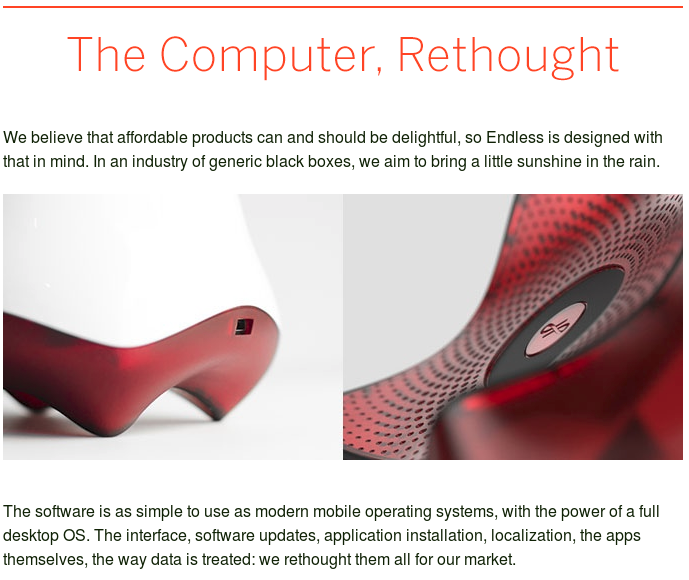 The Computer, Rethought
We believe that affordable products can and should be delightful, so Endless is designed with
that in mind. In an industry of generic black boxes, we aim to bring a little sunshine in the rain.
The software is as simple to use as modern mobile operating systems, with the power of a full
desktop OS. The interface, software updates, application installation, localization, the apps
themselves, the way data is treated: we rethought them all for our market.